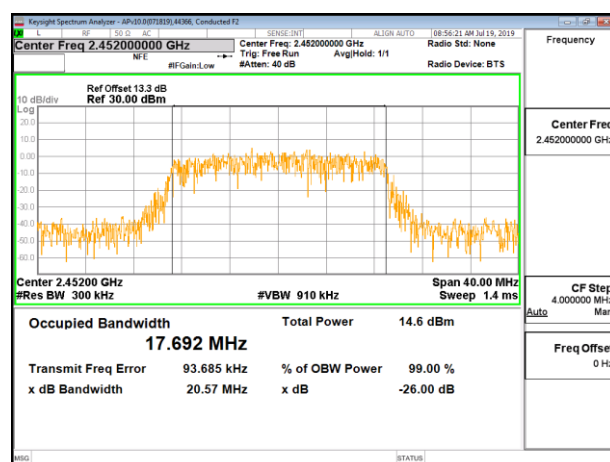 Keysight Spectrum Analyzer - APv10.0(071819),44366, Conducted F2
L RF 50 Ω AC SENSE:INT ALIGN AUTO 08:56:21 AM Jul 19, 2019
Center Freq 2.452000000 GHz
NFE
#IFGain:Low
Center Freq: 2.452000000 GHz
Trig: Free Run Avg|Hold: 1/1
#Atten: 40 dB
Radio Std: None
Radio Device: BTS
Frequency
Ref Offset 13.3 dB
10 dB/div Ref 30.00 dBm
Log
20.0
10.0
0.00
-10.0
-20.0
-30.0
-40.0
-50.0
-60.0
Center 2.45200 GHz Span 40.00 MHz
#Res BW 300 kHz #VBW 910 kHz Sweep 1.4 ms
Center Freq
2.452000000 GHz
CF Step
4.000000 MHz
Auto Man
Freq Offset
0 Hz
Occupied Bandwidth Total Power 14.6 dBm
17.692 MHz
Transmit Freq Error 93.685 kHz % of OBW Power 99.00 %
x dB Bandwidth 20.57 MHz x dB -26.00 dB
MSG STATUS